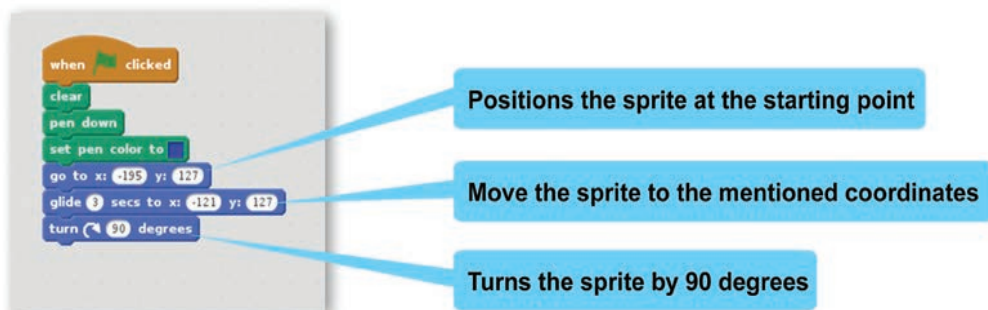 when clicked
clear
pen down
set pen color to
go to x: -195 y: 127
glide 3 secs to x: -121 y: 127
turn 90 degrees
Positions the sprite at the starting point
Move the sprite to the mentioned coordinates
Turns the sprite by 90 degrees